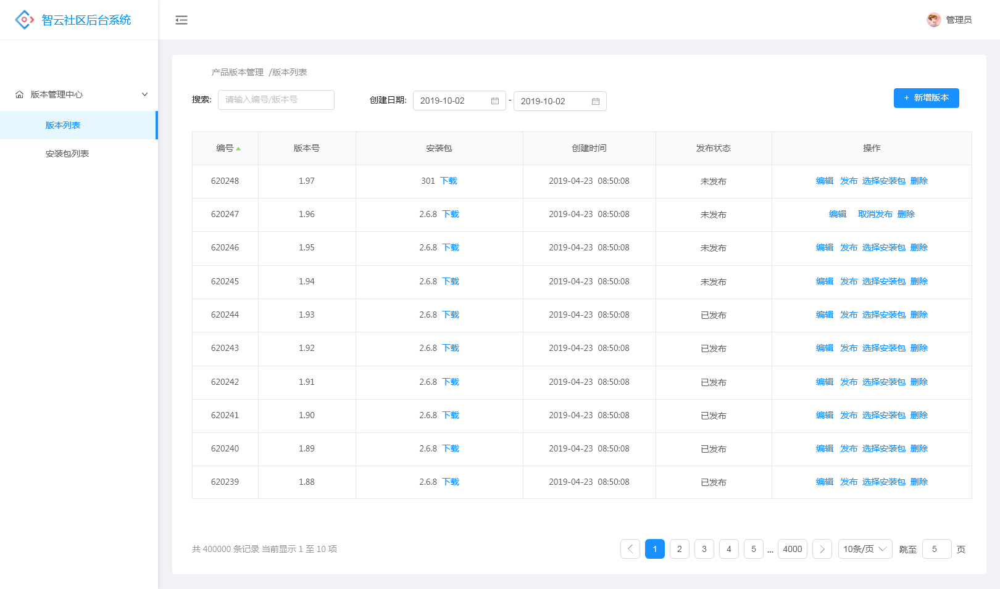 智云社区后台系统
管理员
版本管理中心
版本列表
安装包列表
产品版本管理 /版本列表
搜索: 请输入编号/版本号 创建日期: 2019-10-02 - 2019-10-02 + 新增版本
编号 版本号 安装包 创建时间 发布状态 操作
620248 1.97 301 下载 2019-04-23 08:50:08 未发布 编辑 发布 选择安装包 删除
620247 1.96 2.6.8 下载 2019-04-23 08:50:08 未发布 编辑 取消发布 删除
620246 1.95 2.6.8 下载 2019-04-23 08:50:08 未发布 编辑 发布 选择安装包 删除
620245 1.94 2.6.8 下载 2019-04-23 08:50:08 未发布 编辑 发布 选择安装包 删除
620244 1.93 2.6.8 下载 2019-04-23 08:50:08 已发布 编辑 发布 选择安装包 删除
620243 1.92 2.6.8 下载 2019-04-23 08:50:08 已发布 编辑 发布 选择安装包 删除
620242 1.91 2.6.8 下载 2019-04-23 08:50:08 已发布 编辑 发布 选择安装包 删除
620241 1.90 2.6.8 下载 2019-04-23 08:50:08 已发布 编辑 发布 选择安装包 删除
620240 1.89 2.6.8 下载 2019-04-23 08:50:08 已发布 编辑 发布 选择安装包 删除
620239 1.88 2.6.8 下载 2019-04-23 08:50:08 已发布 编辑 发布 选择安装包 删除
共 400000 条记录 当前显示 1 至 10 项 1 2 3 4 5 ... 4000 10条/页 跳至 5 页